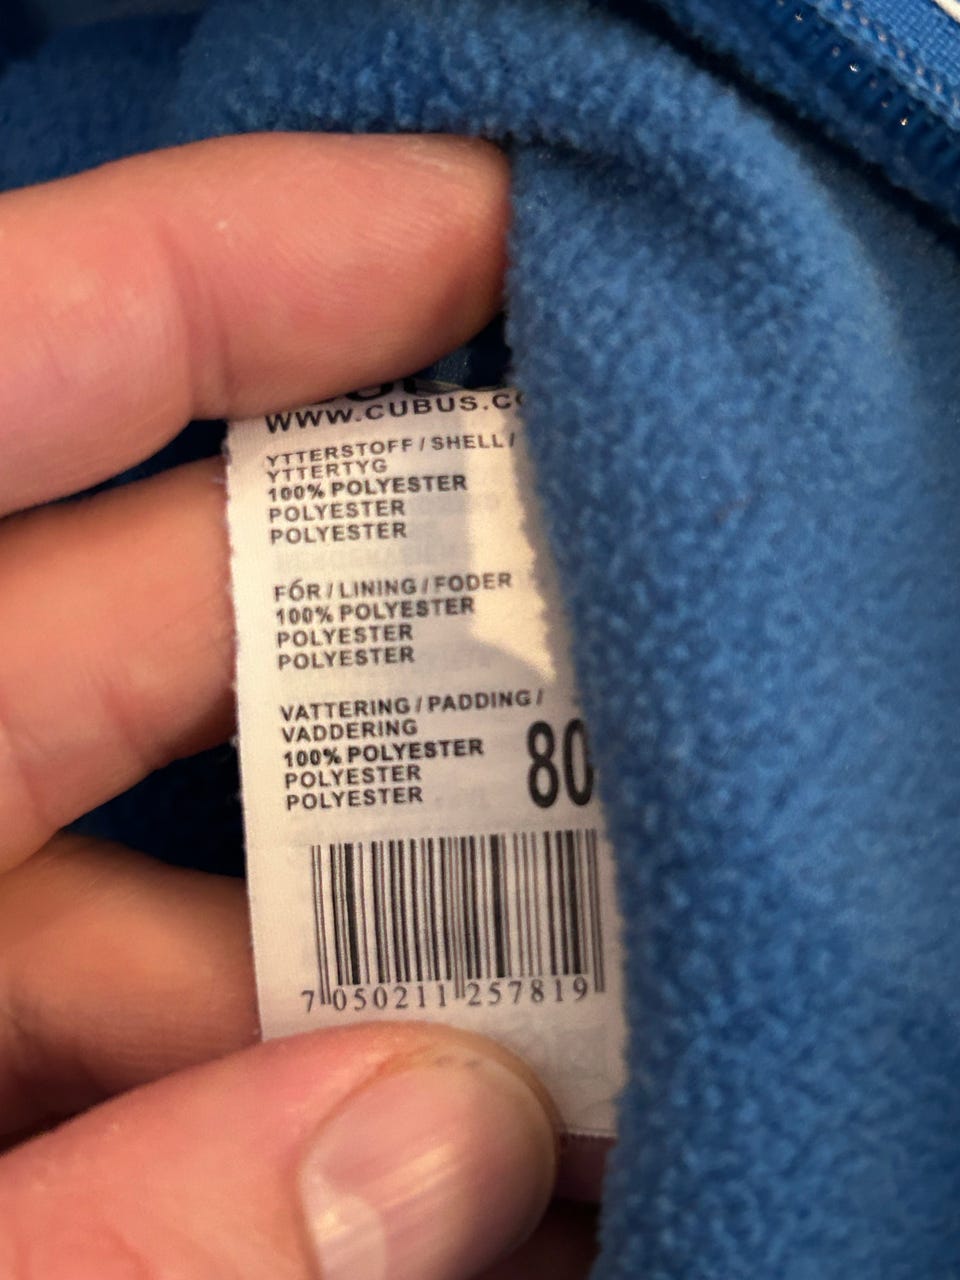 WWW.CUBUS.C
YTTERSTOFF / SHELL /
YTTERTYG
100% POLYESTER
POLYESTER
POLYESTER
FÓR / LINING / FODER
100% POLYESTER
POLYESTER
POLYESTER
VATTERING / PADDING /
VADDERING
100% POLYESTER
POLYESTER
POLYESTER
80
7 050211 257819